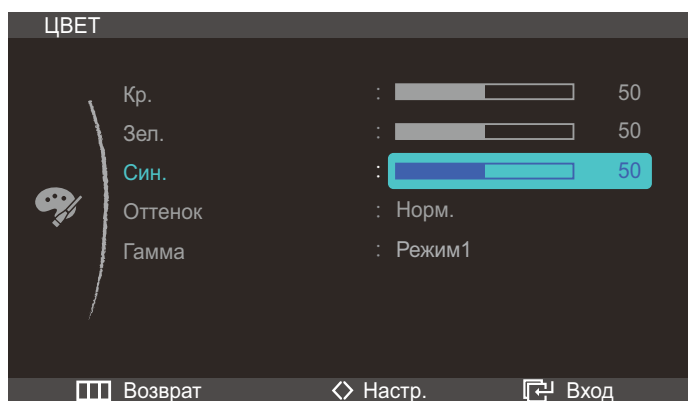 ЦВЕТ
Кр. : 50
Зел. : 50
Син. : 50
Оттенок : Норм.
Гамма : Режим1
Возврат Настр. Вход